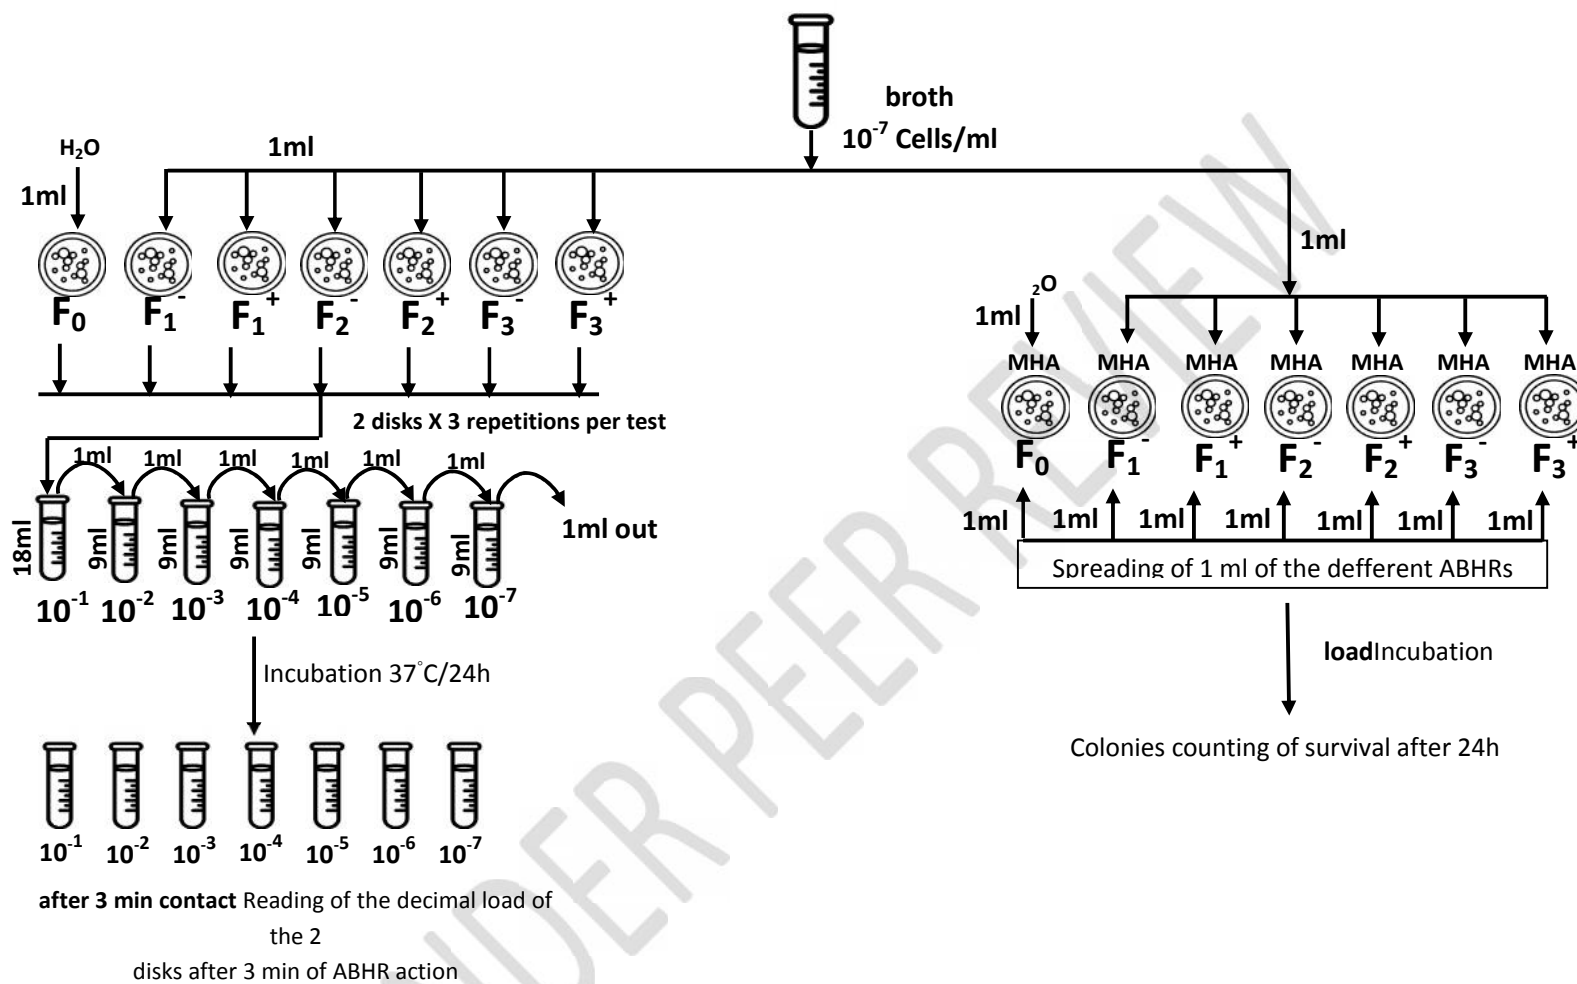 broth
10⁻⁷ Cells/ml
H₂O
1ml
1ml
F₀ F₁⁻ F₁⁺ F₂⁻ F₂⁺ F₃⁻ F₃⁺
2 disks X 3 repetitions per test
1ml 1ml 1ml 1ml 1ml 1ml
1ml out
18ml 9ml 9ml 9ml 9ml 9ml 9ml
10⁻¹ 10⁻² 10⁻³ 10⁻⁴ 10⁻⁵ 10⁻⁶ 10⁻⁷
Incubation 37°C/24h
10⁻¹ 10⁻² 10⁻³ 10⁻⁴ 10⁻⁵ 10⁻⁶ 10⁻⁷
after 3 min contact Reading of the decimal load of
the 2
disks after 3 min of ABHR action
1ml
₂O
1ml
MHA MHA MHA MHA MHA MHA MHA
F₀ F₁⁻ F₁⁺ F₂⁻ F₂⁺ F₃⁻ F₃⁺
1ml 1ml 1ml 1ml 1ml 1ml 1ml
Spreading of 1 ml of the defferent ABHRs
loadIncubation
Colonies counting of survival after 24h
NDER PEER REVIEW